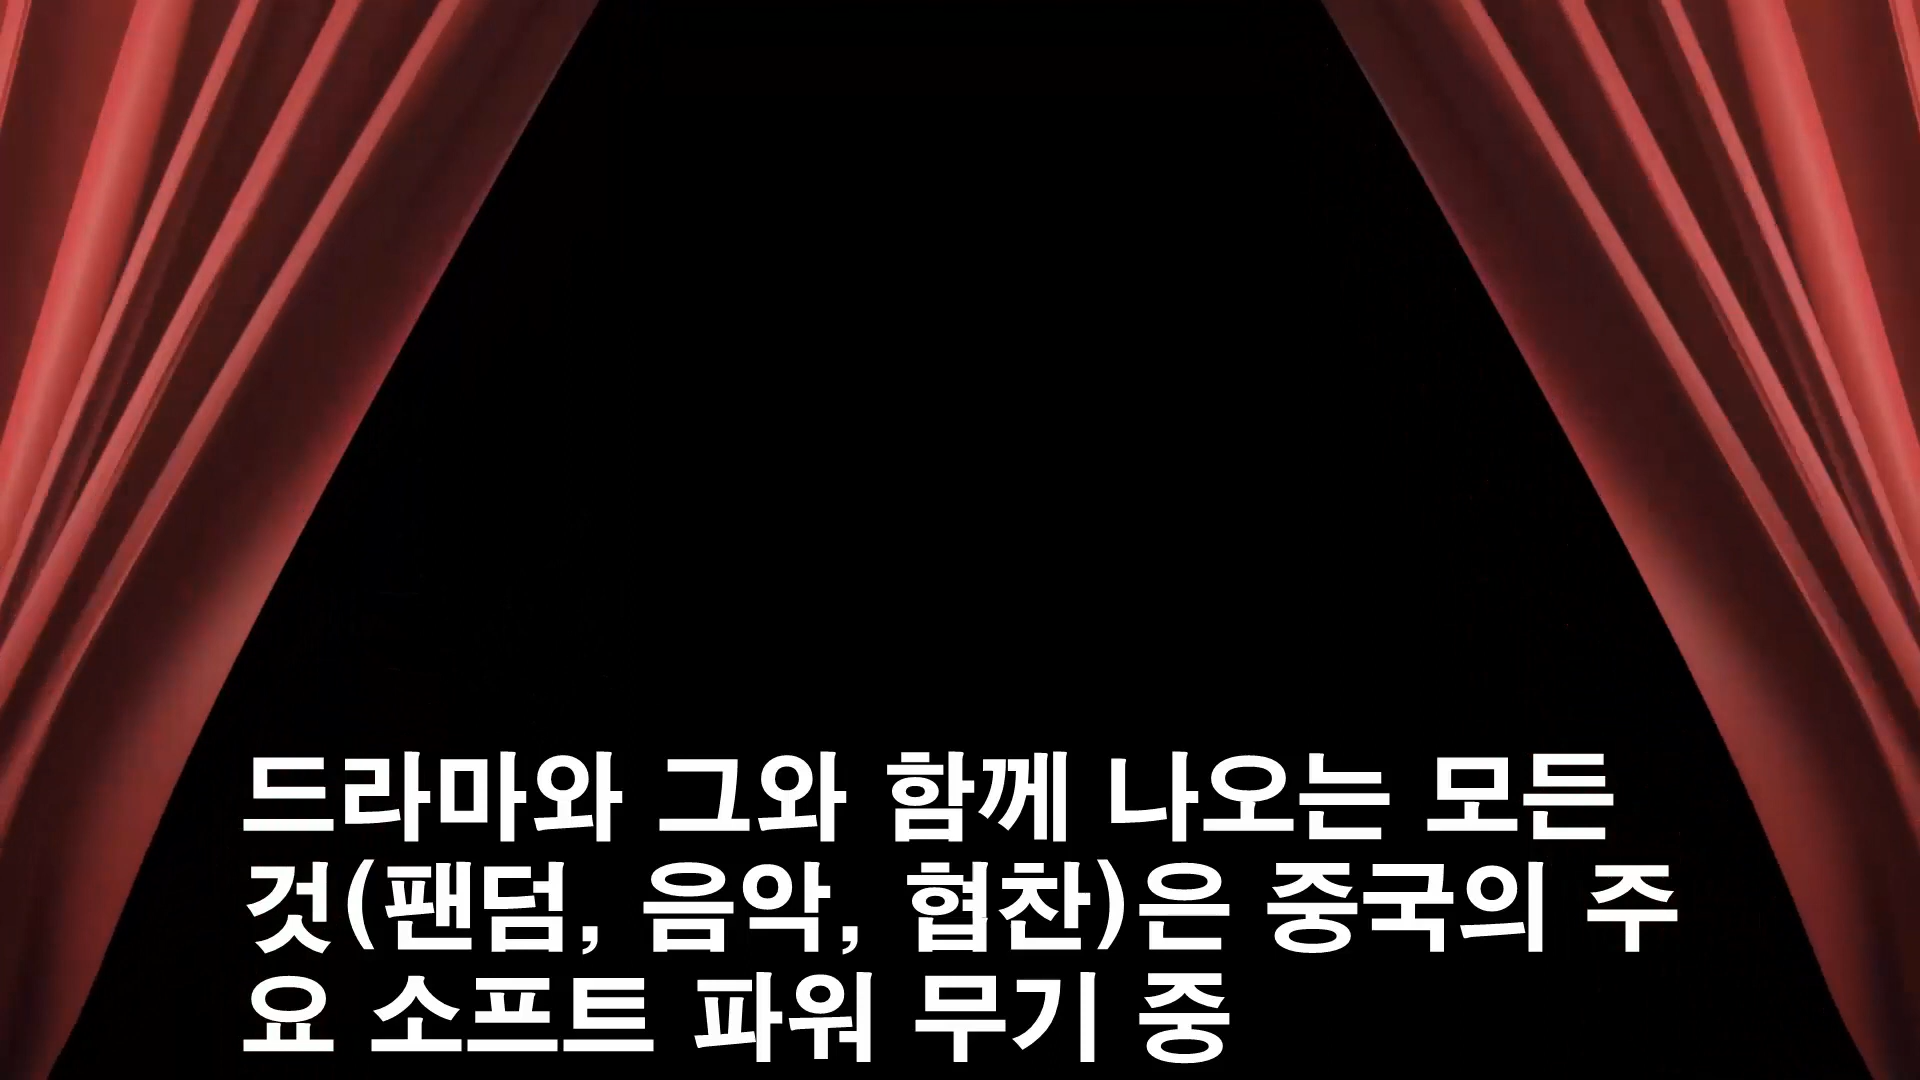 드라마와 그와 함께 나오는 모든
것(팬덤, 음악, 협찬)은 중국의 주
요 소프트 파워 무기 중